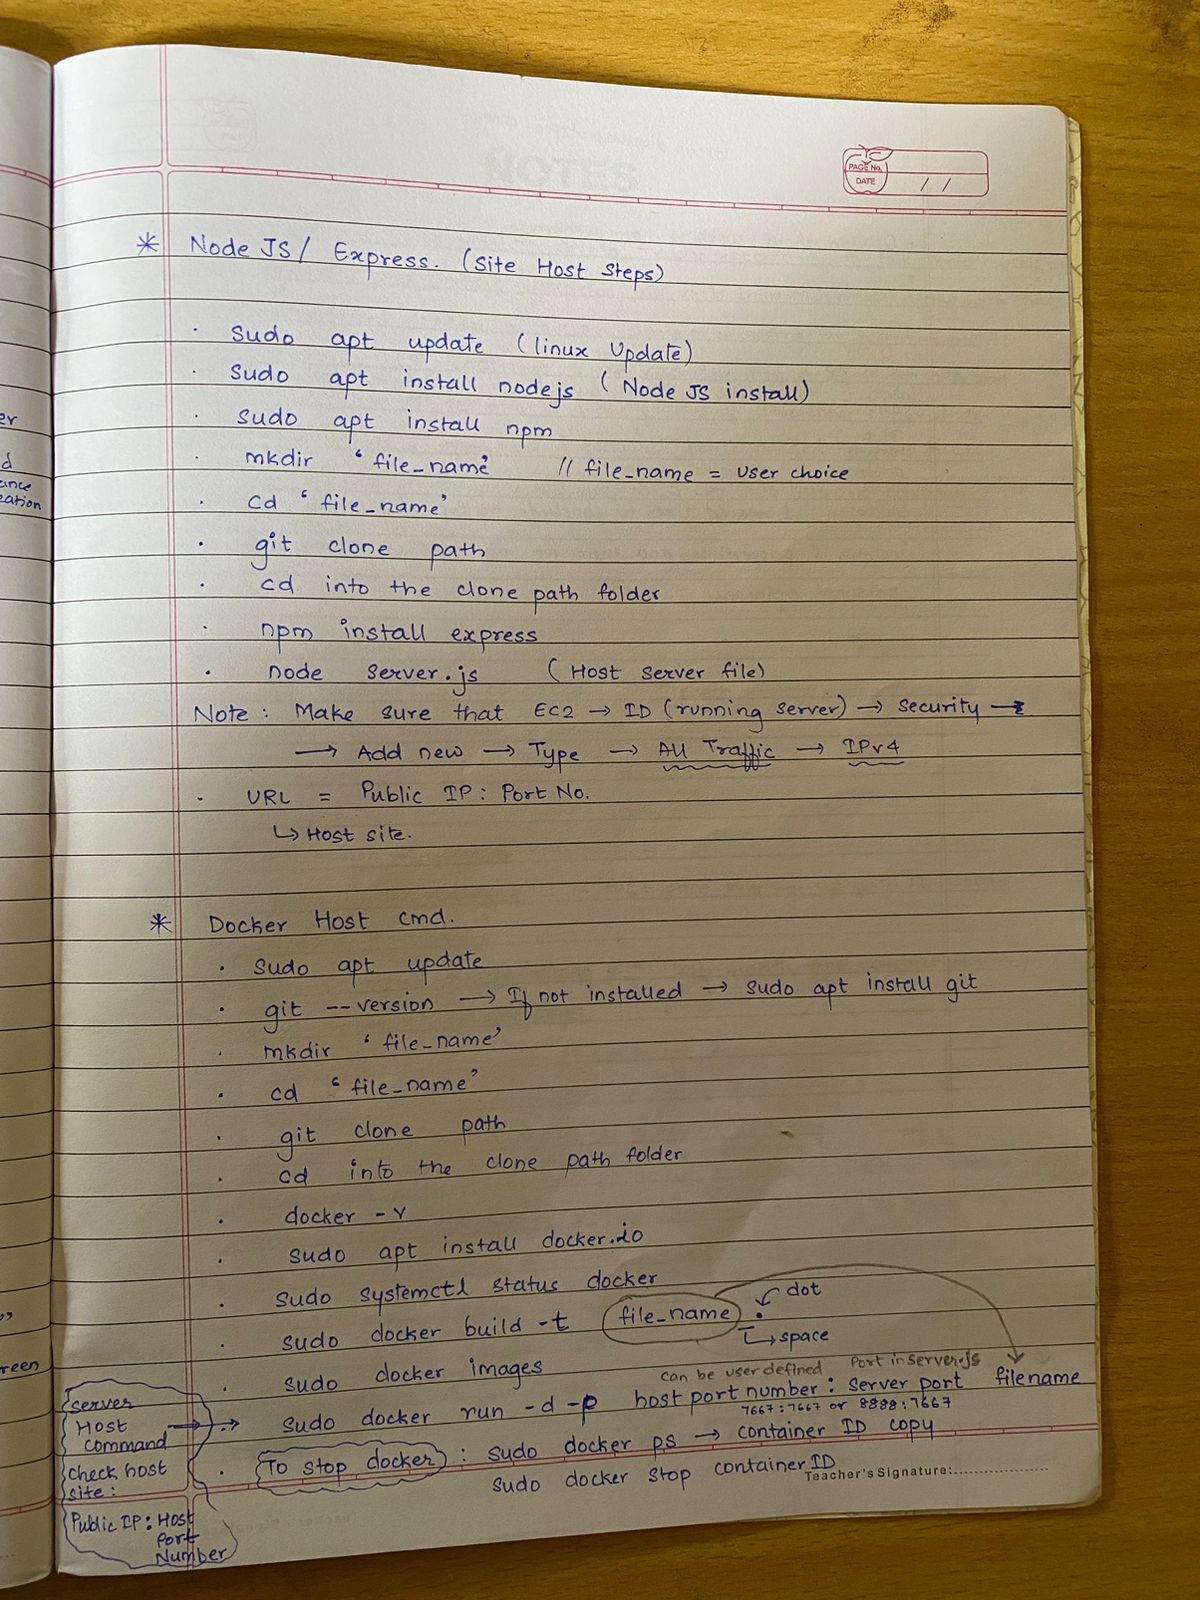 PAGE No.
DATE / /
* Node JS / Express. (Site Host Steps)
· sudo apt update (linux Update)
· sudo apt install nodejs (Node JS install)
· sudo apt install npm
· mkdir ‘file_name’ // file_name = user choice
· cd ‘file_name’
· git clone path
· cd into the clone path folder
· npm install express
· node server.js (Host Server file)
Note : Make sure that EC2 → ID (running server) → security →
→ Add new → Type → All Traffic → IPv4
· URL = Public IP : Port No.
↳ Host site.
* Docker Host cmd.
· sudo apt update
· git --version → If not installed → sudo apt install git
· mkdir ‘file_name’
· cd ‘file_name’
· git clone path
· cd into the clone path folder
· docker -v
· sudo apt install docker.io
· sudo systemctl status docker
· sudo docker build -t file_name .
dot
space
· sudo docker images
can be user defined Port in server.js
· sudo docker run -d -p host port number : server port filename
7667:7667 or 8888:7667
· To stop docker : sudo docker ps → container ID copy
sudo docker stop container ID
Teacher's Signature:
server
Host →
command
check host
site :
Public IP : Host
Port
Number
er
d
ance
eation
reen